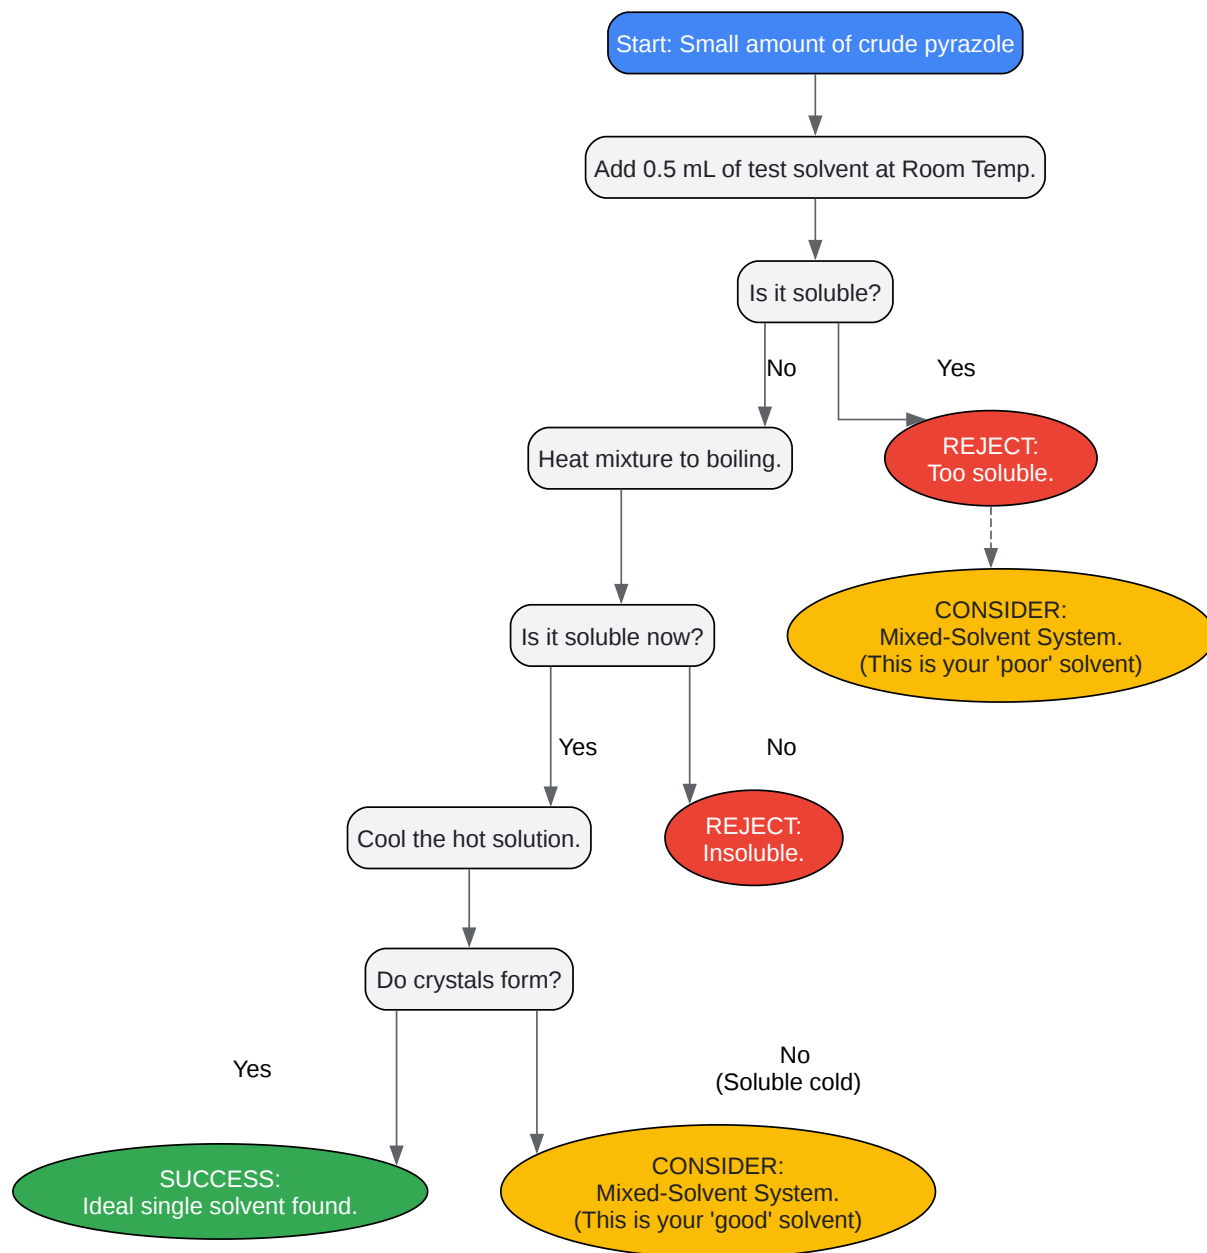 Start: Small amount of crude pyrazole
Add 0.5 mL of test solvent at Room Temp.
Is it soluble?
No
Yes
Heat mixture to boiling.
REJECT:
Too soluble.
Is it soluble now?
CONSIDER:
Mixed-Solvent System.
(This is your 'poor' solvent)
Yes
No
Cool the hot solution.
REJECT:
Insoluble.
Do crystals form?
Yes
No
(Soluble cold)
SUCCESS:
Ideal single solvent found.
CONSIDER:
Mixed-Solvent System.
(This is your 'good' solvent)